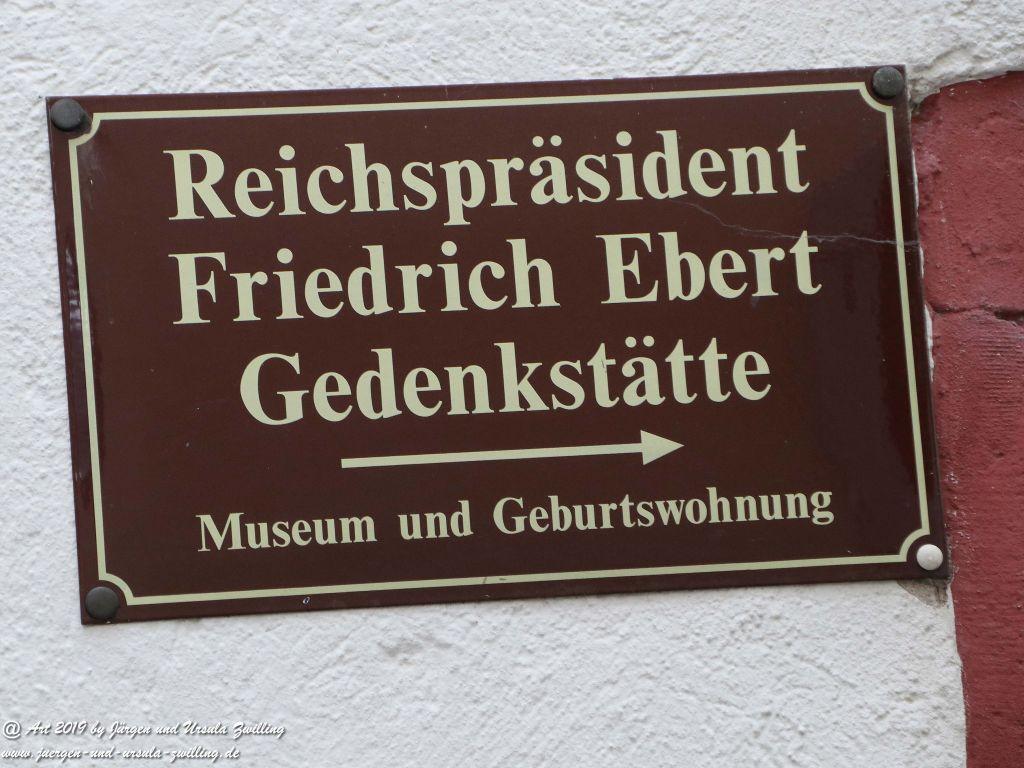 Reichspräsident
Friedrich Ebert
Gedenkstätte
Museum und Geburtswohnung
@ Art 2019 by Jürgen und Ursula Zwilling
www.juergen-und-ursula-zwilling.de